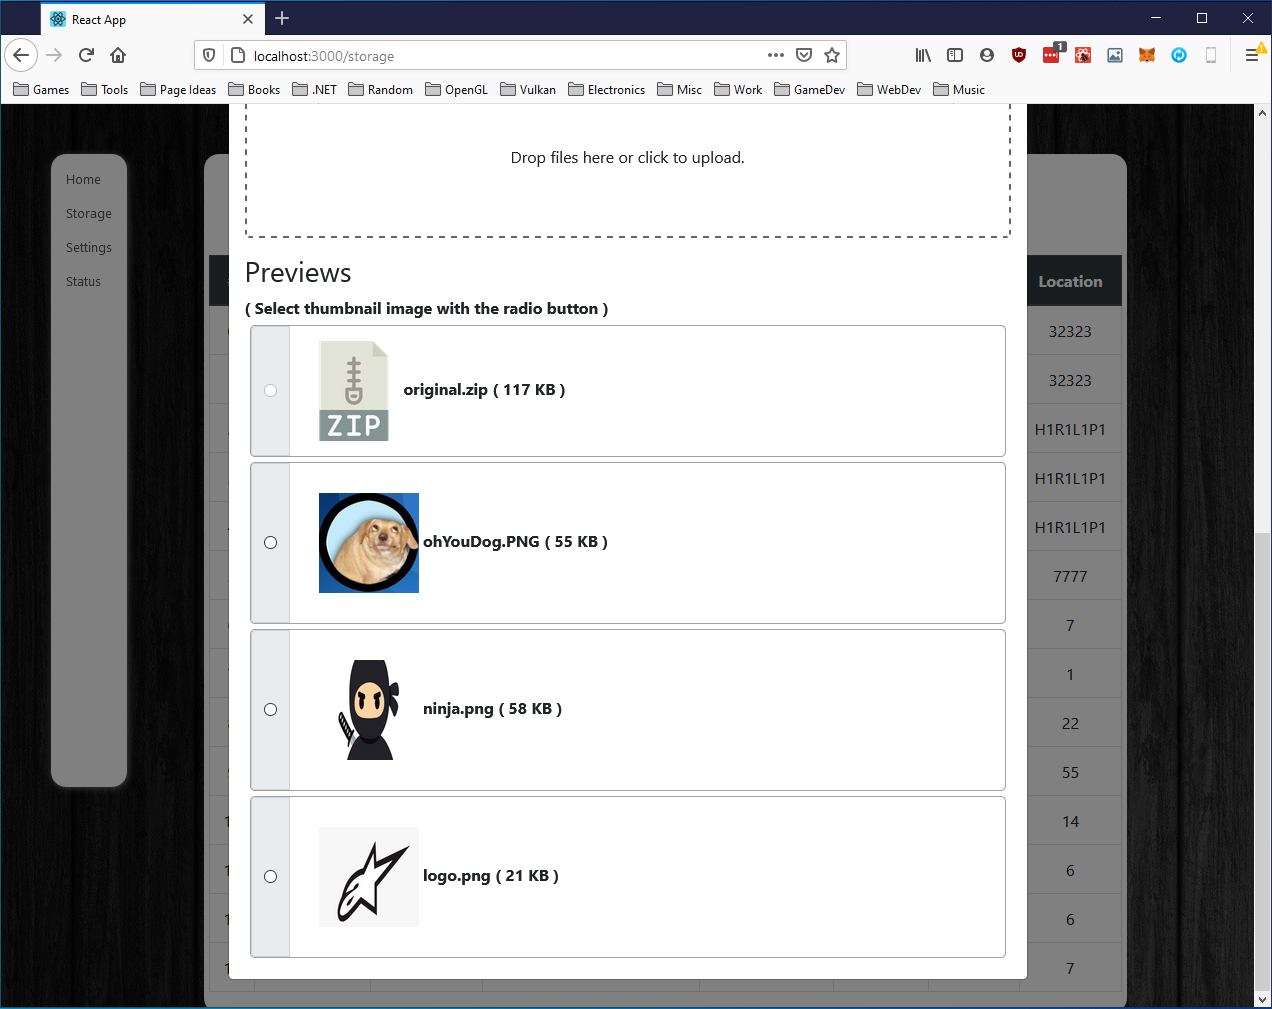 React App
localhost:3000/storage
1
Games Tools Page Ideas Books .NET Random OpenGL Vulkan Electronics Misc Work GameDev WebDev Music
Drop files here or click to upload.
Home
Storage
Settings
Status
Previews
( Select thumbnail image with the radio button )
ZIP
original.zip ( 117 KB )
ohYouDog.PNG ( 55 KB )
ninja.png ( 58 KB )
logo.png ( 21 KB )
Location
32323
32323
H1R1L1P1
H1R1L1P1
H1R1L1P1
7777
7
1
22
55
14
6
6
7